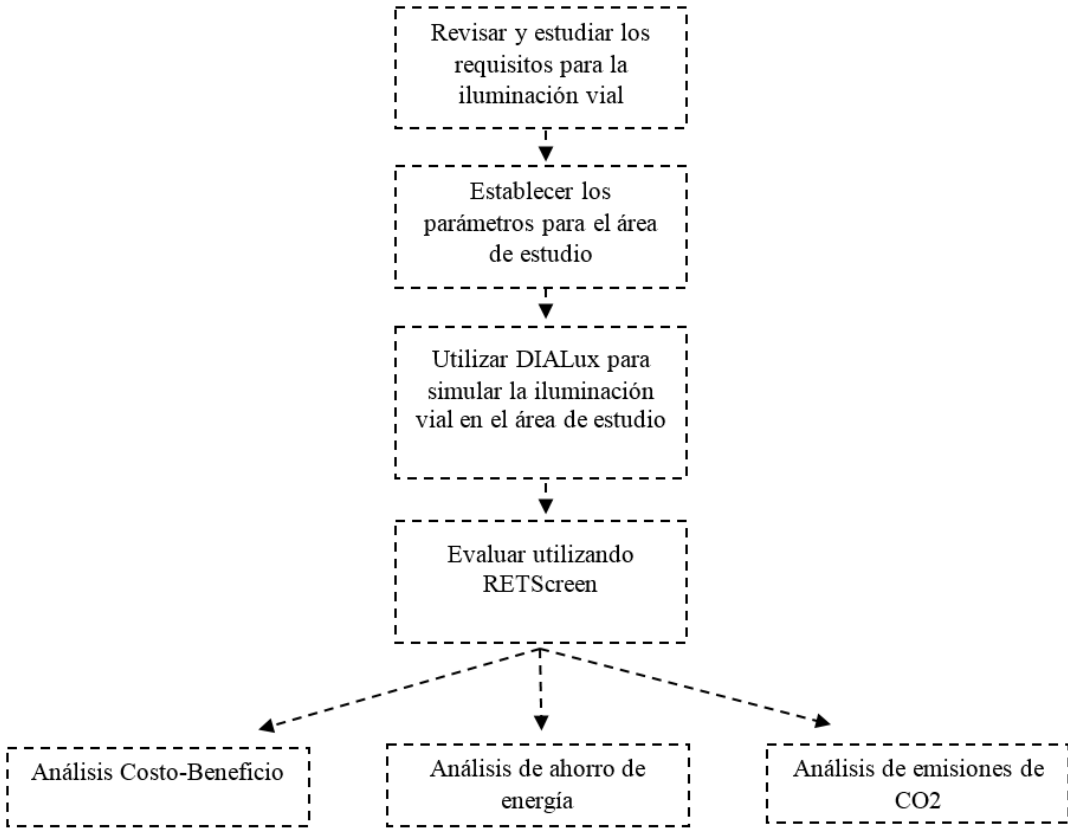 Revisar y estudiar los
requisitos para la
iluminación vial
Establecer los
parámetros para el área
de estudio
Utilizar DIALux para
simular la iluminación
vial en el área de estudio
Evaluar utilizando
RETScreen
Análisis Costo-Beneficio
Análisis de ahorro de
energía
Análisis de emisiones de
CO2